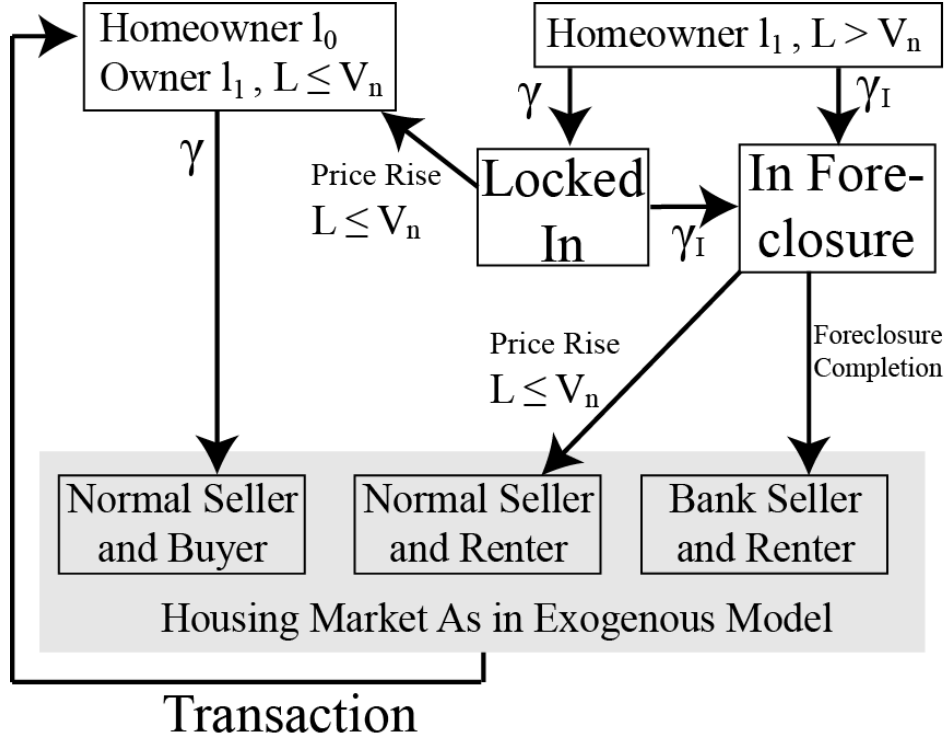 Homeowner l₀
Owner l₁ , L ≤ Vₙ
Homeowner l₁ , L > Vₙ
γ
γ
γI
Price Rise
L ≤ Vₙ
Locked
In
γI
In Fore-
closure
Price Rise
L ≤ Vₙ
Foreclosure
Completion
Normal Seller
and Buyer
Normal Seller
and Renter
Bank Seller
and Renter
Housing Market As in Exogenous Model
Transaction